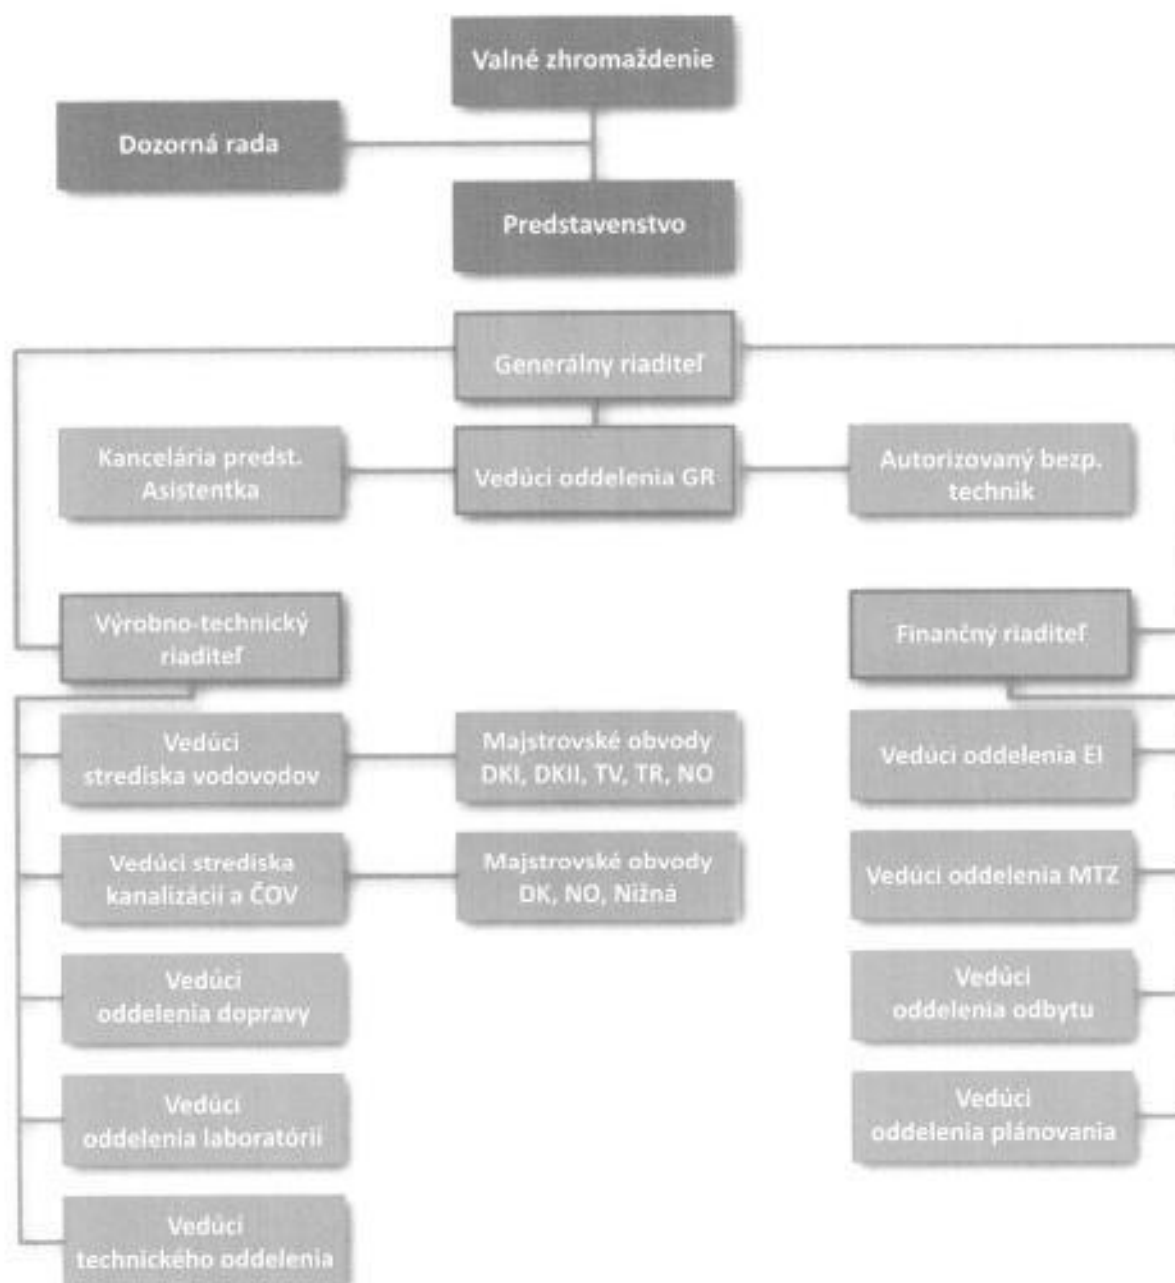 Valné zhromaždenie
Dozorná rada
Predstavenstvo
Generálny riaditeľ
Kancelária predst.
Asistentka
Vedúci oddelenia GR
Autorizovaný bezp.
technik
Výrobno-technický
riaditeľ
Finančný riaditeľ
Vedúci
strediska vodovodov
Majstrovské obvody
DKI, DKII, TV, TR, NO
Vedúci oddelenia EI
Vedúci strediska
kanalizácií a ČOV
Majstrovské obvody
DK, NO, Nižná
Vedúci oddelenia MTZ
Vedúci
oddelenia dopravy
Vedúci
oddelenia odbytu
Vedúci
oddelenia laboratórií
Vedúci
oddelenia plánovania
Vedúci
technického oddelenia